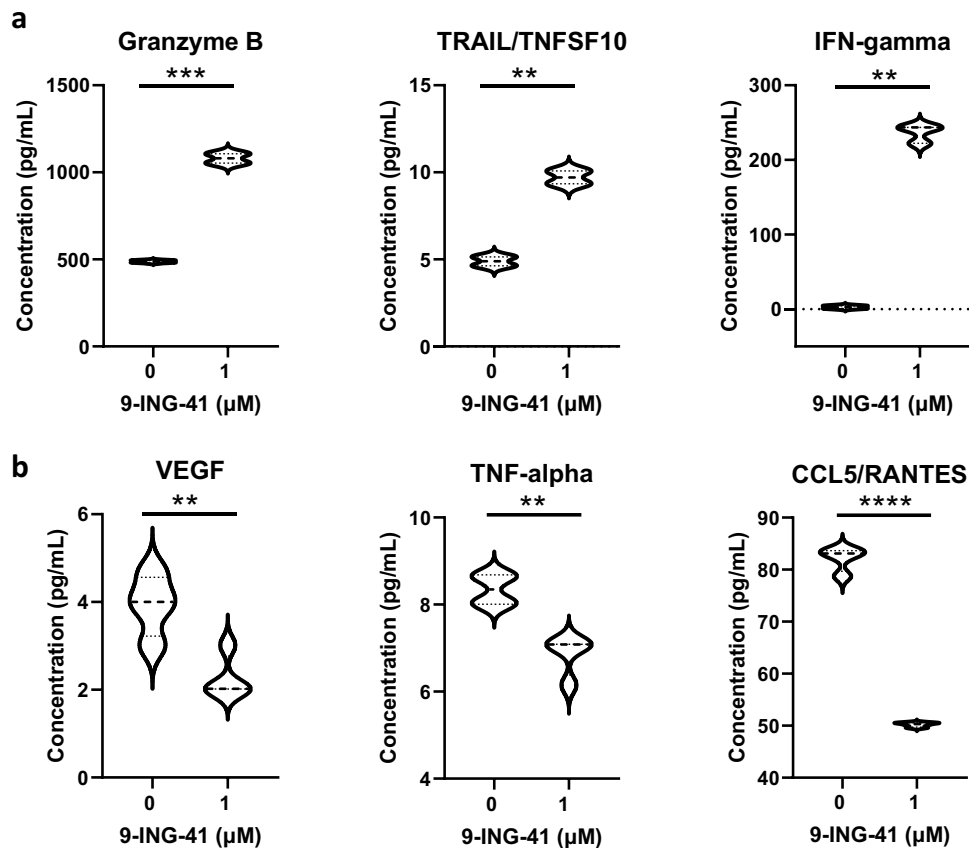 a
Granzyme B
***
1500
1000
500
0
Concentration (pg/mL)
0 1
9-ING-41 (µM)
TRAIL/TNFSF10
**
15
10
5
0
Concentration (pg/mL)
0 1
9-ING-41 (µM)
IFN-gamma
**
300
200
100
0
Concentration (pg/mL)
0 1
9-ING-41 (µM)
b
VEGF
**
6
4
2
0
Concentration (pg/mL)
0 1
9-ING-41 (µM)
TNF-alpha
**
10
8
6
4
Concentration (pg/mL)
0 1
9-ING-41 (µM)
CCL5/RANTES
****
90
80
70
60
50
40
Concentration (pg/mL)
0 1
9-ING-41 (µM)